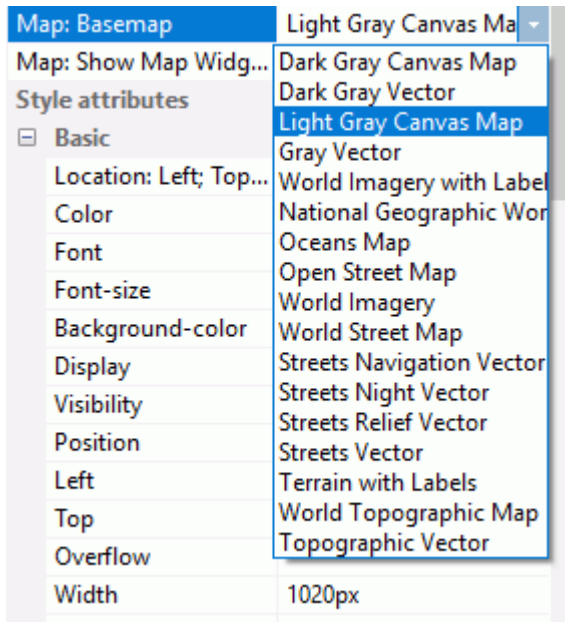 Map: Basemap Light Gray Canvas Ma
Map: Show Map Widg... Dark Gray Canvas Map
Dark Gray Vector
Style attributes
Light Gray Canvas Map
Basic
Gray Vector
Location: Left; Top... World Imagery with Label
Color National Geographic Wor
Font Oceans Map
Open Street Map
Font-size World Imagery
Background-color World Street Map
Display Streets Navigation Vector
Visibility Streets Night Vector
Streets Relief Vector
Position Streets Vector
Left Terrain with Labels
Top World Topographic Map
Overflow Topographic Vector
Width 1020px